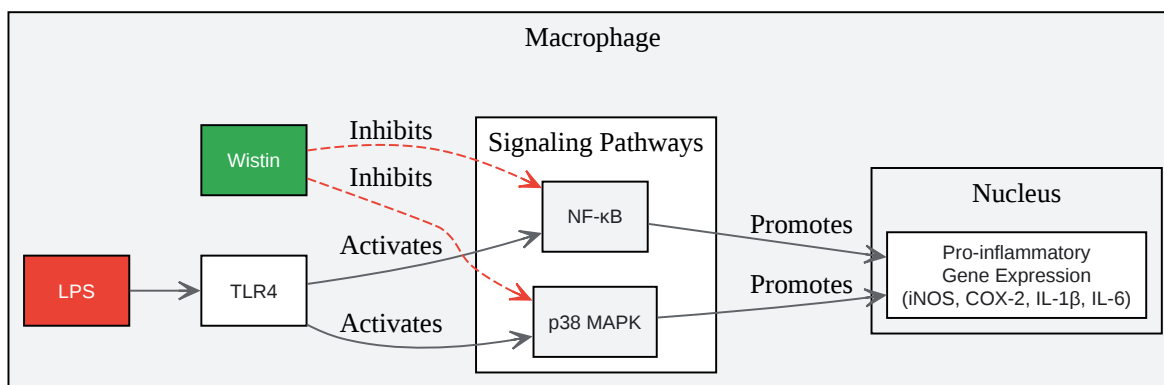 Macrophage
Inhibits
Wistin
Inhibits
Signaling Pathways
NF-κB
Nucleus
Promotes
Activates
Pro-inflammatory
Gene Expression
(iNOS, COX-2, IL-1β, IL-6)
LPS
TLR4
Promotes
Activates
p38 MAPK